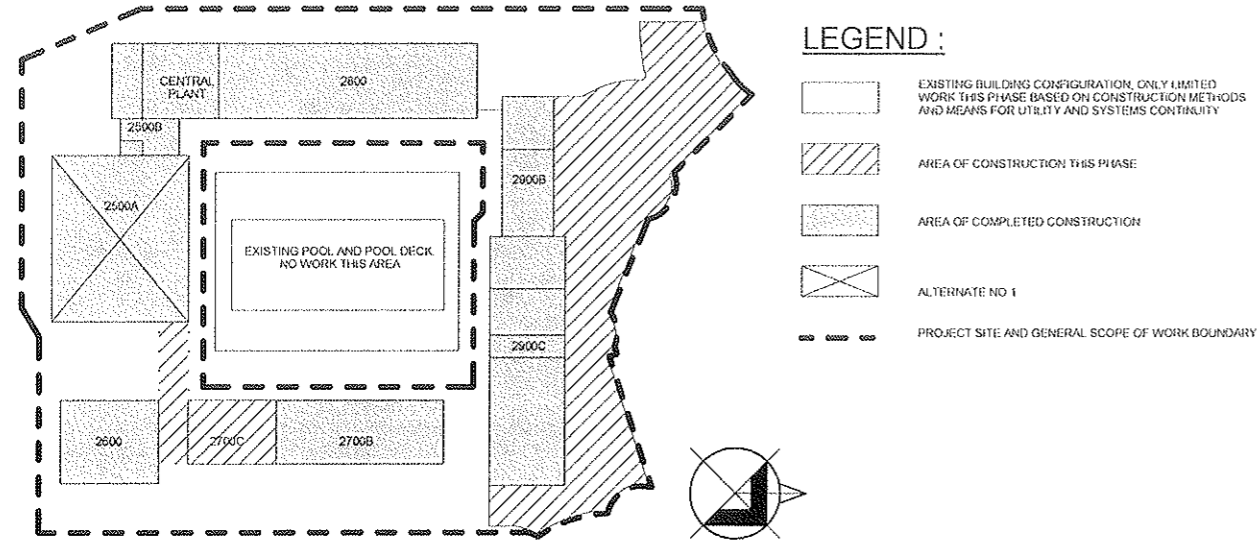 LEGEND :
EXISTING BUILDING CONFIGURATION, ONLY LIMITED
WORK THIS PHASE BASED ON CONSTRUCTION METHODS
AND MEANS FOR UTILITY AND SYSTEMS CONTINUITY
AREA OF CONSTRUCTION THIS PHASE
AREA OF COMPLETED CONSTRUCTION
ALTERNATE NO 1
PROJECT SITE AND GENERAL SCOPE OF WORK BOUNDARY
CENTRAL
PLANT
2800
2500B
2500A
2900B
EXISTING POOL AND POOL DECK
NO WORK THIS AREA
2900C
2600
2700C
2700B